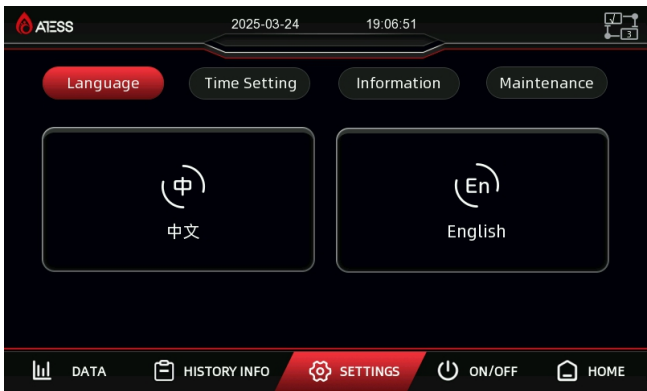 ATESS 2025-03-24 19:06:51
3
Language Time Setting Information Maintenance
中 En
中文 English
DATA HISTORY INFO SETTINGS ON/OFF HOME